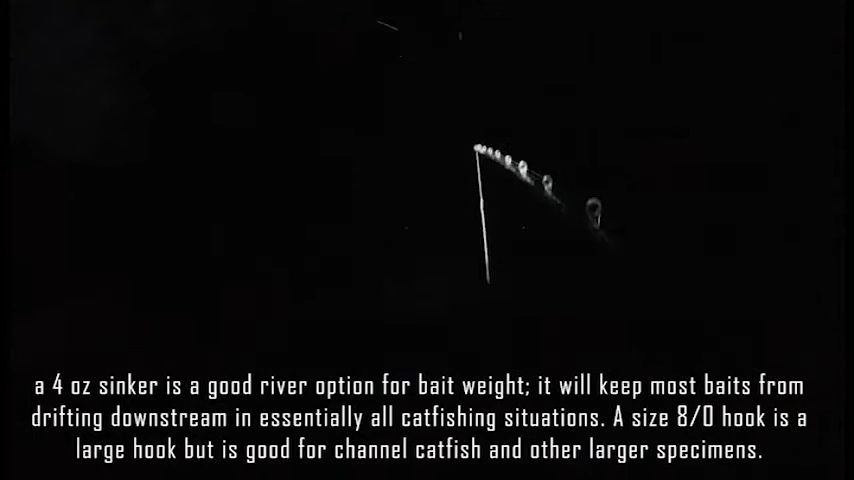 a 4 oz sinker is a good river option for bait weight; it will keep most baits from
drifting downstream in essentially all catfishing situations. A size 8/0 hook is a
large hook but is good for channel catfish and other larger specimens.